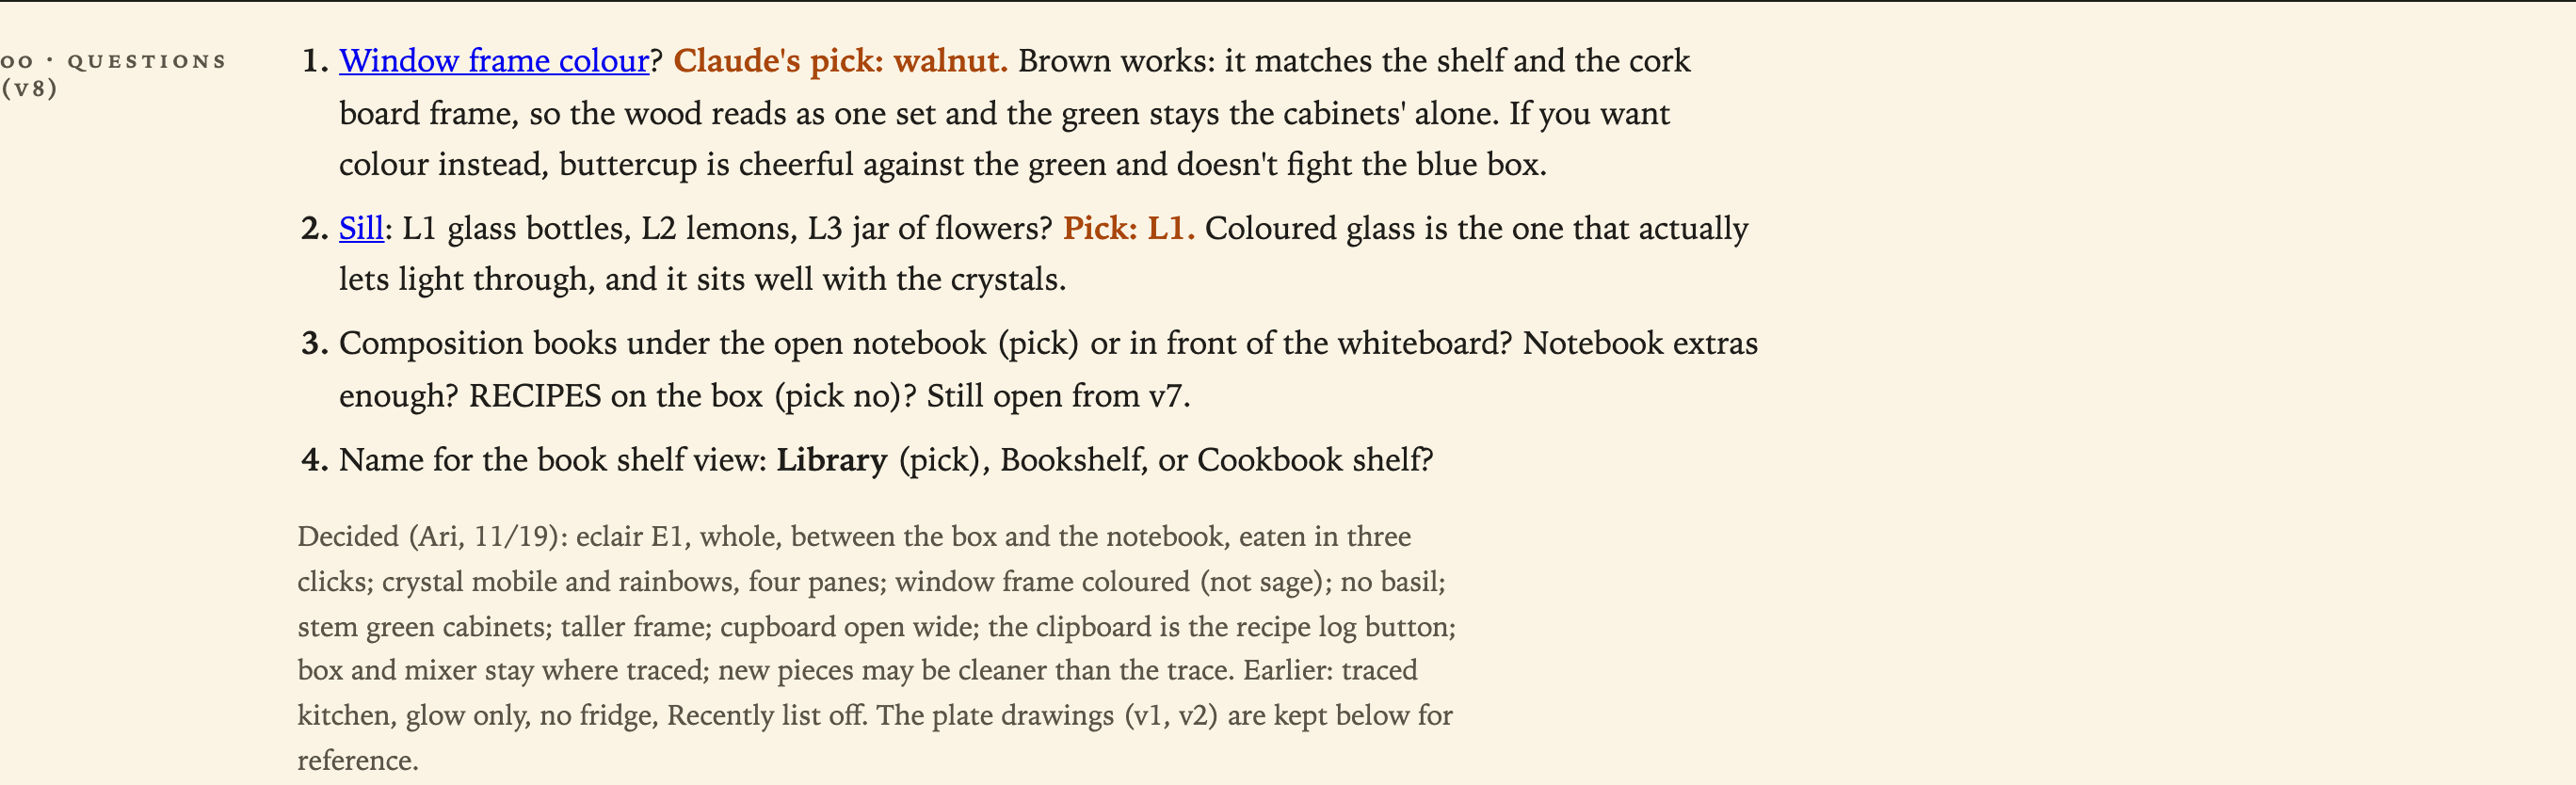 00 · QUESTIONS
(v8)
1. Window frame colour? Claude's pick: walnut. Brown works: it matches the shelf and the cork
board frame, so the wood reads as one set and the green stays the cabinets' alone. If you want
colour instead, buttercup is cheerful against the green and doesn't fight the blue box.
2. Sill: L1 glass bottles, L2 lemons, L3 jar of flowers? Pick: L1. Coloured glass is the one that actually
lets light through, and it sits well with the crystals.
3. Composition books under the open notebook (pick) or in front of the whiteboard? Notebook extras
enough? RECIPES on the box (pick no)? Still open from v7.
4. Name for the book shelf view: Library (pick), Bookshelf, or Cookbook shelf?
Decided (Ari, 11/19): eclair E1, whole, between the box and the notebook, eaten in three
clicks; crystal mobile and rainbows, four panes; window frame coloured (not sage); no basil;
stem green cabinets; taller frame; cupboard open wide; the clipboard is the recipe log button;
box and mixer stay where traced; new pieces may be cleaner than the trace. Earlier: traced
kitchen, glow only, no fridge, Recently list off. The plate drawings (v1, v2) are kept below for
reference.